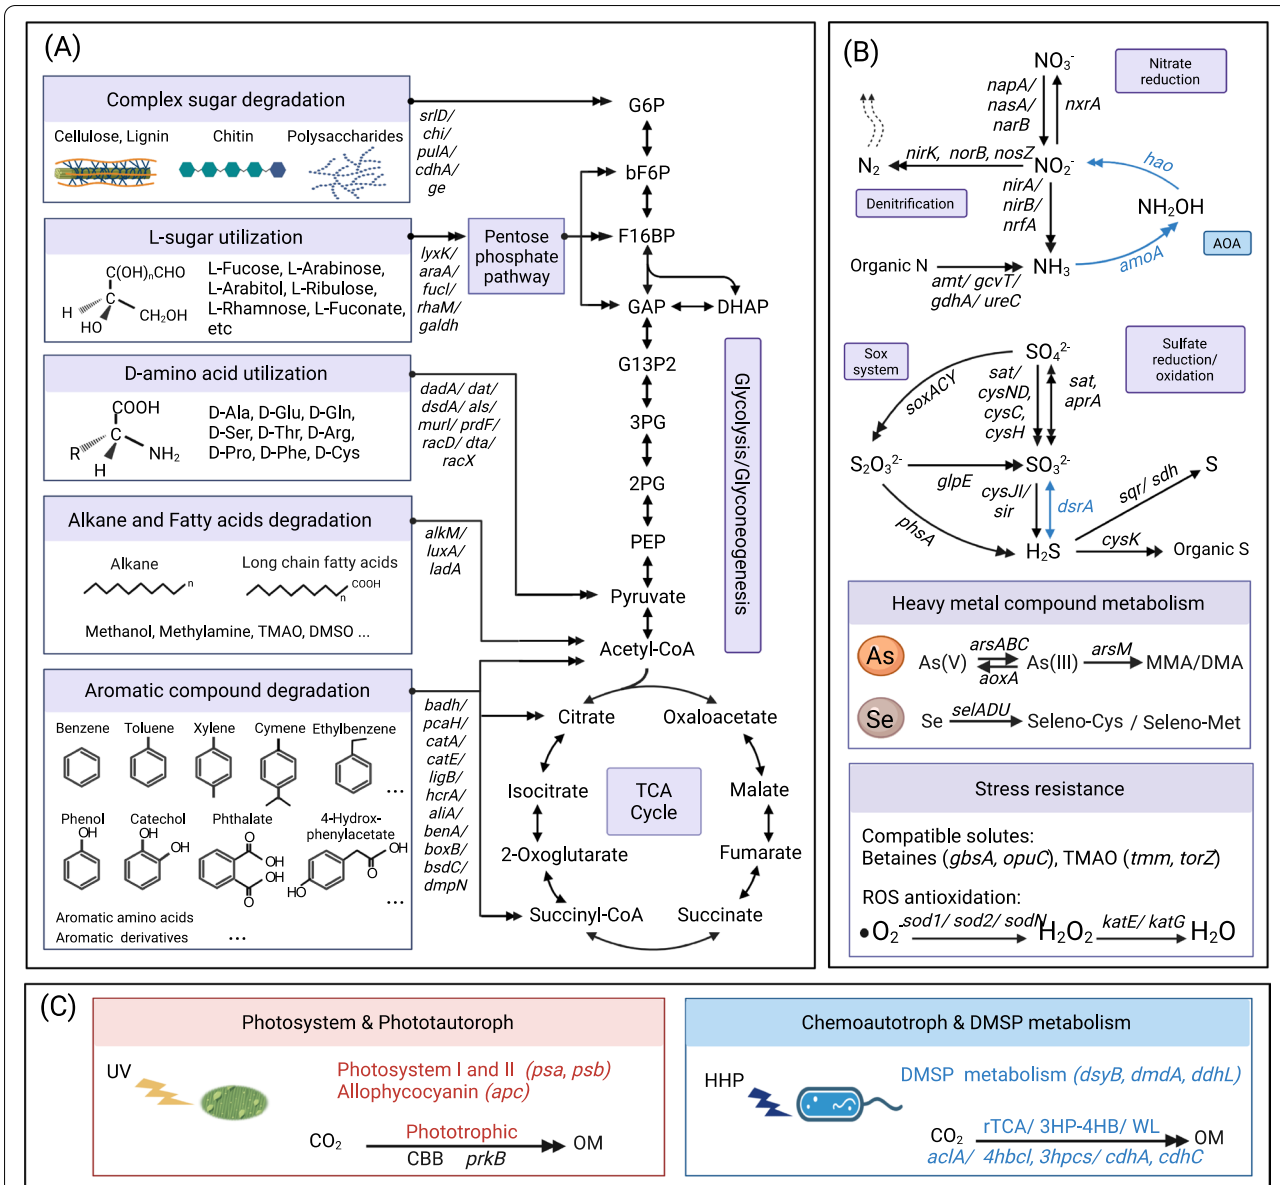 (A)
Complex sugar degradation
Cellulose, Lignin
Chitin
Polysaccharides
srlD/
chi/
pulA/
cdhA/
ge
L-sugar utilization
C(OH)nCHO
H
C
HO
CH2OH
L-Fucose, L-Arabinose,
L-Arabitol, L-Ribulose,
L-Rhamnose, L-Fuconate,
etc
lyxK/
araA/
fucI/
rhaM/
galdh
Pentose
phosphate
pathway
D-amino acid utilization
COOH
C
R
NH2
H
D-Ala, D-Glu, D-Gln,
D-Ser, D-Thr, D-Arg,
D-Pro, D-Phe, D-Cys
dadA/ dat/
dsdA/ als/
murI/ prdF/
racD/ dta/
racX
Alkane and Fatty acids degradation
Alkane
n
Long chain fatty acids
COOH
n
Methanol, Methylamine, TMAO, DMSO ...
alkM/
luxA/
ladA
Aromatic compound degradation
Benzene
Toluene
Xylene
Cymene
Ethylbenzene
...
Phenol
OH
Catechol
OH
OH
Phthalate
O
OH
OH
O
4-Hydrox-
phenylacetate
OH
O
HO
...
Aromatic amino acids
Aromatic derivatives ...
badh/
pcaH/
catA/
catE/
ligB/
hcrA/
aliA/
benA/
boxB/
bsdC/
dmpN
G6P
bF6P
F16BP
GAP
DHAP
G13P2
3PG
2PG
PEP
Pyruvate
Acetyl-CoA
Glycolysis/Glyconeogenesis
Citrate
Oxaloacetate
Isocitrate
Malate
TCA
Cycle
2-Oxoglutarate
Fumarate
Succinyl-CoA
Succinate
(B)
NO3-
Nitrate
reduction
napA/
nasA/
narB
nxrA
N2
nirK, norB, nosZ
NO2-
hao
Denitrification
nirA/
nirB/
nrfA
NH2OH
AOA
Organic N
NH3
amoA
amt/ gcvT/
gdhA/ ureC
Sox
system
SO4 2-
Sulfate
reduction/
oxidation
soxACY
sat/
cysND,
cysC,
cysH
sat,
aprA
S2O3 2-
glpE
SO3 2-
S
cysJI/
sir
dsrA
sqr/ sdh
phsA
H2S
cysK
Organic S
Heavy metal compound metabolism
As
As(V)
arsABC
aoxA
As(III)
arsM
MMA/DMA
Se
Se
selADU
Seleno-Cys / Seleno-Met
Stress resistance
Compatible solutes:
Betaines (gbsA, opuC), TMAO (tmm, torZ)
ROS antioxidation:
•O2-
sod1/ sod2/ sodN
H2O2
katE/ katG
H2O
(C)
Photosystem & Phototautoroph
UV
Photosystem I and II (psa, psb)
Allophycocyanin (apc)
CO2
Phototrophic
CBB prkB
OM
Chemoautotroph & DMSP metabolism
HHP
DMSP metabolism (dsyB, dmdA, ddhL)
CO2
rTCA/ 3HP-4HB/ WL
OM
aclA/ 4hbcl, 3hpcs/ cdhA, cdhC